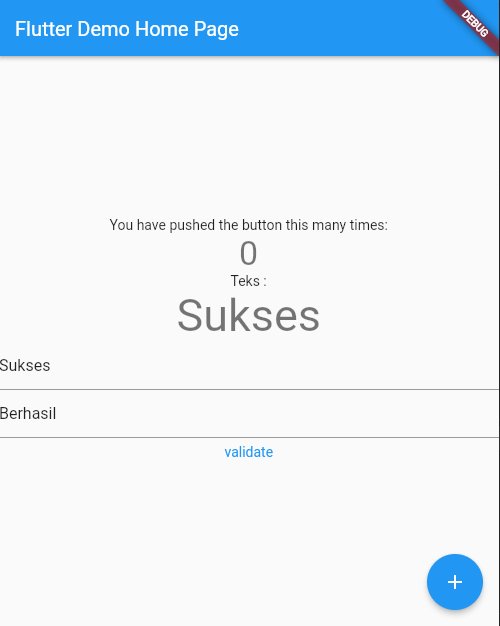 Flutter Demo Home Page
DEBUG
You have pushed the button this many times:
0
Teks :
Sukses
Sukses
Berhasil
validate
+